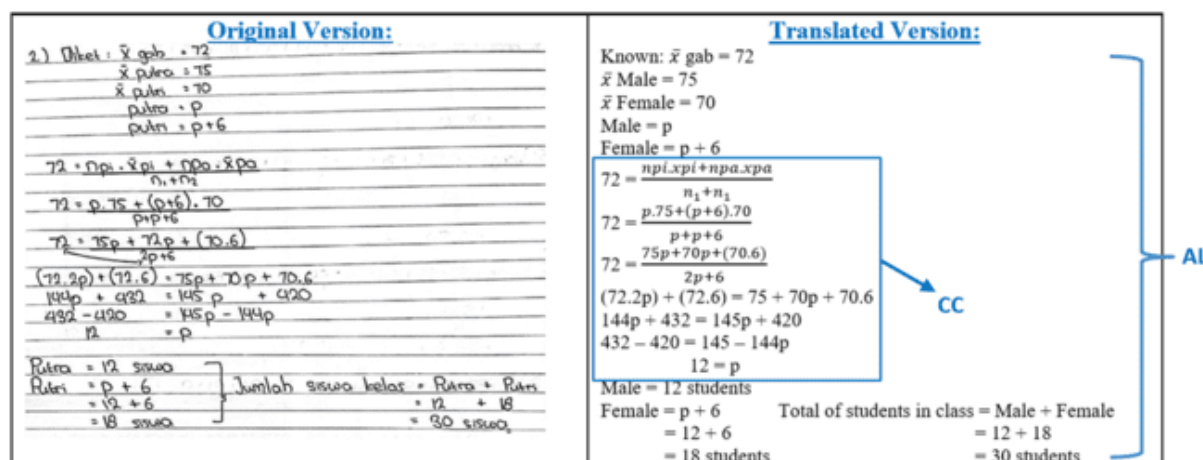 Original Version:
2) Diket : x̄ gab = 72
x̄ putra = 75
x̄ putri = 70
putra = p
putri = p+6
72 = npi . x̄pi + npa . x̄pa
n₁+n₂
72 = p.75 + (p+6).70
p+p+6
72 = 75p + 72p + (70.6)
2p+6
(72.2p) + (72.6) = 75p + 70p + 70.6
144p + 432 = 145p + 420
432 - 420 = 145p - 144p
12 = p
Putra = 12 siswa
Putri = p + 6
= 12 + 6
= 18 siswa
Jumlah siswa kelas = Putra + Putri
= 12 + 18
= 30 siswa
Translated Version:
Known: x̄ gab = 72
x̄ Male = 75
x̄ Female = 70
Male = p
Female = p + 6
72 = npi.xpi+npa.xpa
n₁+n₁
72 = p.75+(p+6).70
p+p+6
72 = 75p+70p+(70.6)
2p+6
(72.2p) + (72.6) = 75 + 70p + 70.6
144p + 432 = 145p + 420
432 – 420 = 145 – 144p
12 = p
Male = 12 students
Female = p + 6
= 12 + 6
= 18 students
Total of students in class = Male + Female
= 12 + 18
= 30 students
CC
AL